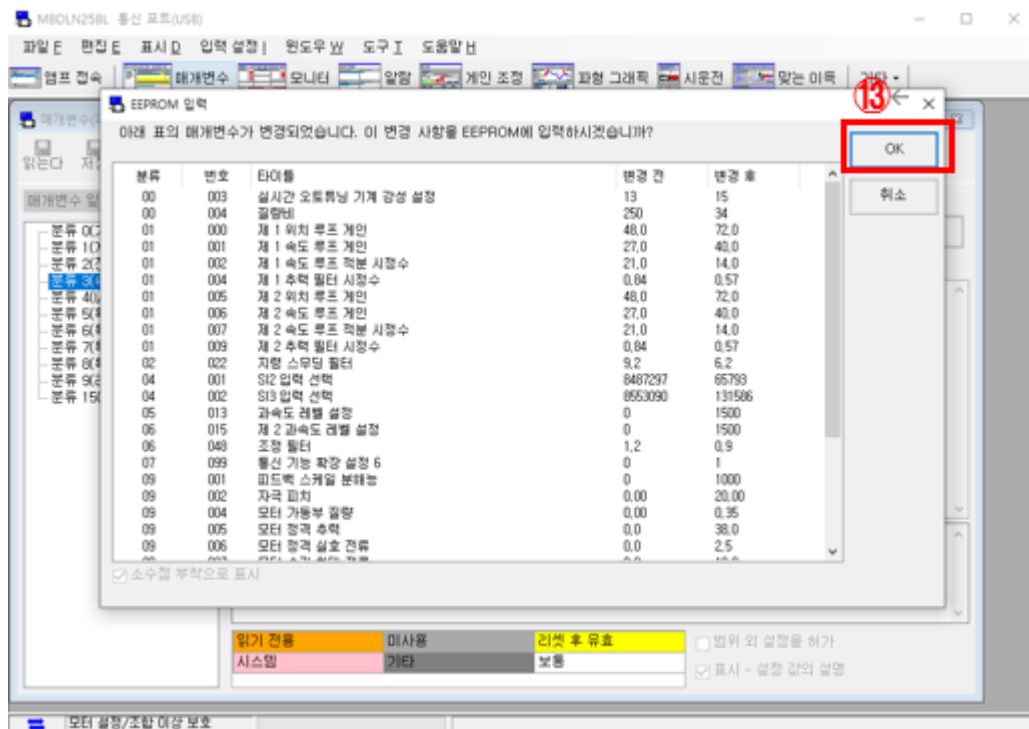 MBDLN25BL 통신 포트(USB)
파일 F 편집 E 표시 D 입력 설정 I 윈도우 W 도구 T 도움말 H
앰프 접속 매개변수 모니터 알람 게인 조정 파형 그래픽 시운전 맞는 이득 기타
⑬←
EEPROM 입력
아래 표의 매개변수가 변경되었습니다. 이 변경 사항을 EEPROM에 입력하시겠습니까?
OK
취소
분류 번호 타이틀 변경 전 변경 후
00 003 실시간 오토튜닝 기계 강성 설정 13 15
00 004 질량비 250 34
01 000 제 1 위치 루프 게인 48,0 72,0
01 001 제 1 속도 루프 게인 27,0 40,0
01 002 제 1 속도 루프 적분 시정수 21,0 14,0
01 004 제 1 추력 필터 시정수 0,84 0,57
01 005 제 2 위치 루프 게인 48,0 72,0
01 006 제 2 속도 루프 게인 27,0 40,0
01 007 제 2 속도 루프 적분 시정수 21,0 14,0
01 009 제 2 추력 필터 시정수 0,84 0,57
02 022 지령 스무딩 필터 9,2 6,2
04 001 SI2 입력 선택 8487297 65793
04 002 SI3 입력 선택 8553090 131586
05 013 과속도 레벨 설정 0 1500
06 015 제 2 과속도 레벨 설정 0 1500
06 048 조정 필터 1,2 0,9
07 099 통신 기능 확장 설정 6 0 1
09 001 피드백 스케일 분해능 0 1000
09 002 자극 피치 0,00 20,00
09 004 모터 가동부 질량 0,00 0,35
09 005 모터 정격 추력 0,0 38,0
09 006 모터 정격 실효 전류 0,0 2,5
소수점 부착으로 표시
매개변수
읽는다
매개변수
분류 0
분류 1
분류 2
분류 3
분류 4
분류 5
분류 6
분류 7
분류 8
분류 9
분류 15
읽기 전용 미사용 리셋 후 유효
시스템 기타 보통
범위 외 설정을 허가
표시 - 설정 값의 설명
모터 설정/조합 이상 보호